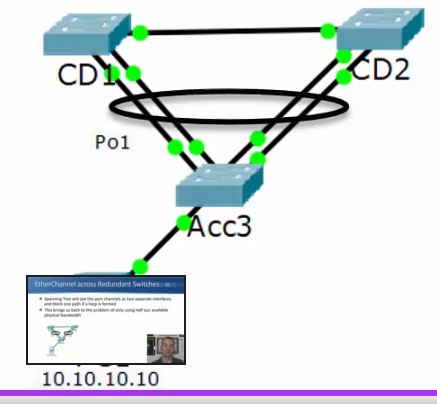 CD1
CD2
Po1
Acc3
EtherChannel across Redundant Switches
Spanning Tree will see the port channels as two separate interfaces
and block one path if a loop is formed
This brings us back to the problem of only using half our available
physical bandwidth
10.10.10.10